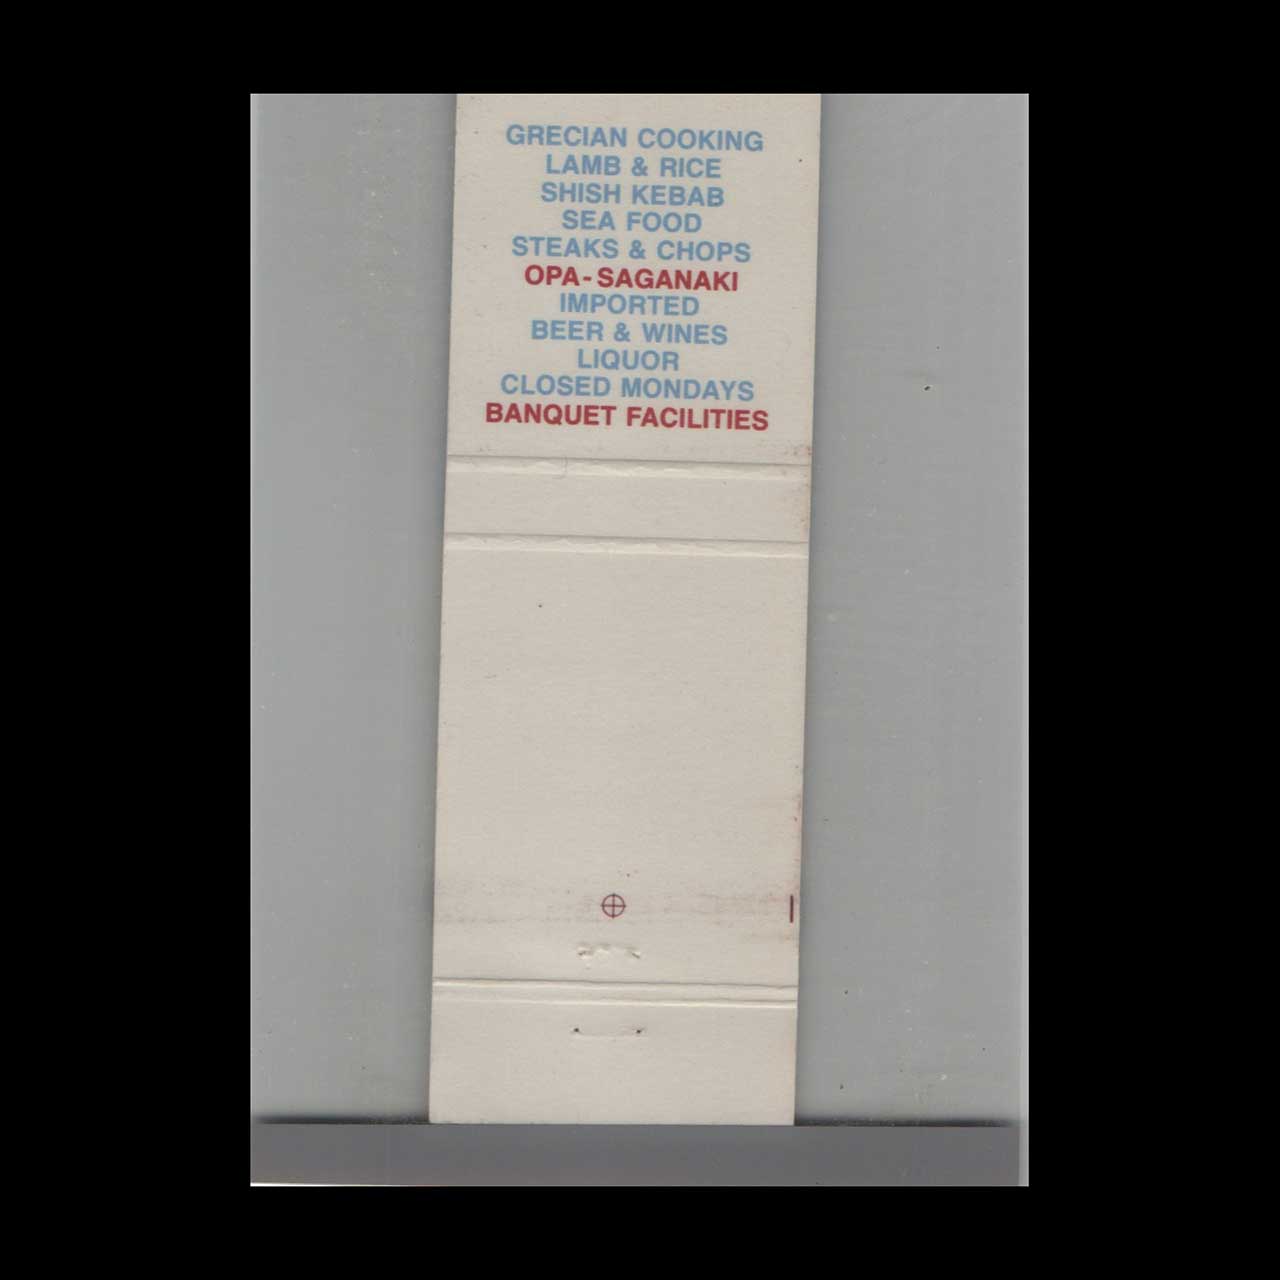 GRECIAN COOKING
LAMB & RICE
SHISH KEBAB
SEA FOOD
STEAKS & CHOPS
OPA-SAGANAKI
IMPORTED
BEER & WINES
LIQUOR
CLOSED MONDAYS
BANQUET FACILITIES